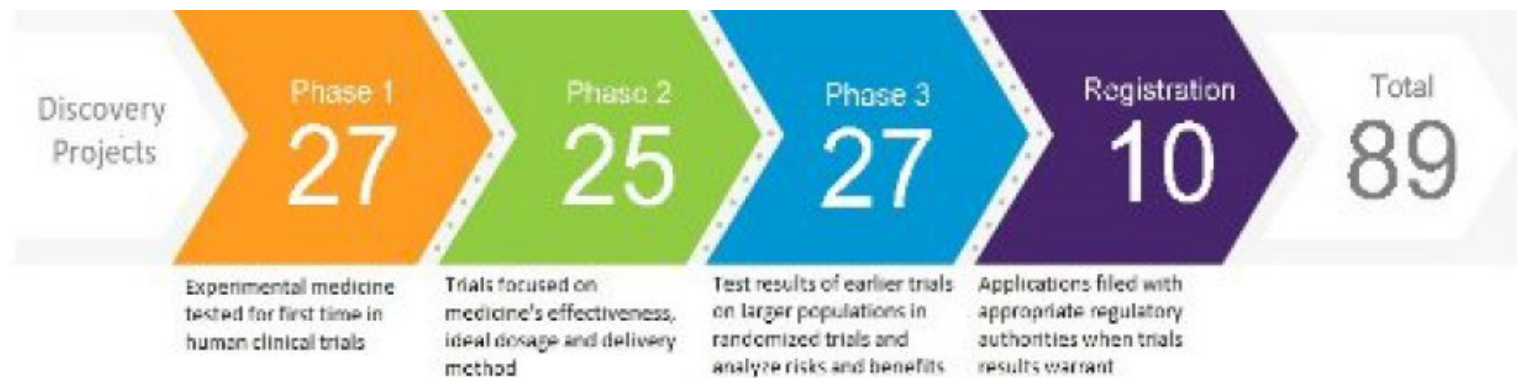 Discovery
Projects
Phase 1
27
Phase 2
25
Phase 3
27
Registration
10
Total
89
Experimental medicine
tested for first time in
human clinical trials
Trials focused on
medicine's effectiveness,
ideal dosage and delivery
method
Test results of earlier trials
on larger populations in
randomized trials and
analyze risks and benefits
Applications filed with
appropriate regulatory
authorities when trials
results warrant